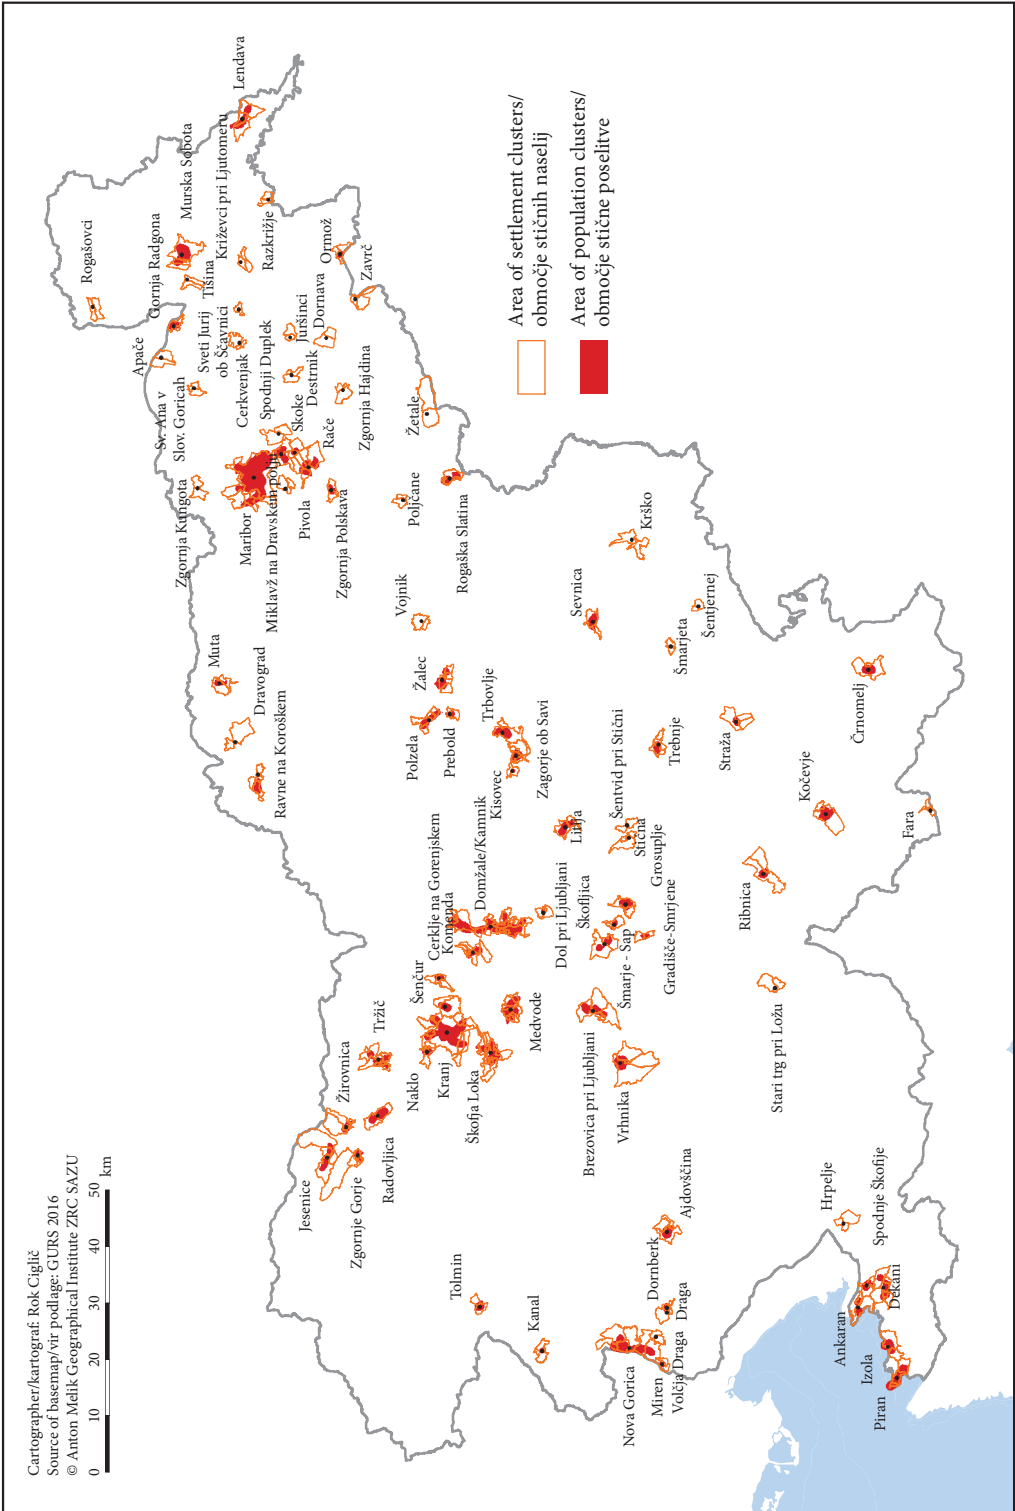 Cartographer/kartograf: Rok Ciglič
Source of basemap/vir podlage: GURS 2016
© Anton Melik Geographical Institute ZRC SAZU
0
10
20
30
40
50
km
Area of settlement clusters/
območje stičnih naselij
Area of population clusters/
območje stične poselitve
Rogašovci
Lendava
Murska Sobota
Križevci pri Ljutomeru
Gornja Radgona
Tišina
Razkrižje
Apače
Sveti Jurij
ob Ščavnici
Ormož
Zavrč
Sv. Ana v
Slov. Goricah
Cerkvenjak
Spodnji Duplek
Juršinci
Dornava
Destrnik
Skoke
Zgornja Hajdina
Rače
Žetale
Zgornja Kungota
Maribor
Miklavž na Dravskem polju
Pivola
Zgornja Polskava
Poljčane
Rogaška Slatina
Vojnik
Krško
Sevnica
Šentjernej
Šmarjeta
Muta
Dravograd
Ravne na Koroškem
Žalec
Polzela
Prebold
Trbovlje
Zagorje ob Savi
Kisovec
Trebnje
Straža
Črnomelj
Kočevje
Fara
Litija
Šentvid pri Stični
Stična
Grosuplje
Ribnica
Cerklje na Gorenjskem
Komenda
Domžale/Kamnik
Dol pri Ljubljani
Škofljica
Šmarje - Sap
Gradišče-Smrjene
Šenčur
Tržič
Medvode
Žirovnica
Naklo
Kranj
Škofja Loka
Brezovica pri Ljubljani
Vrhnika
Stari trg pri Ložu
Jesenice
Zgornje Gorje
Radovljica
Tolmin
Kanal
Ajdovščina
Dornberk
Draga
Nova Gorica
Miren
Volčja Draga
Hrpelje
Spodnje Škofije
Dekani
Ankaran
Izola
Piran